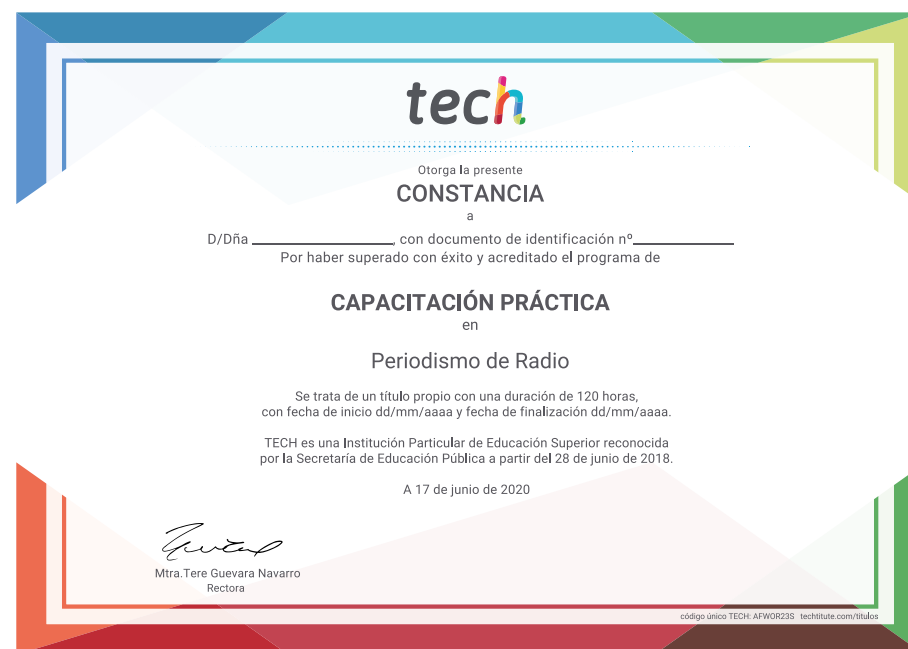 tech
Otorga la presente
CONSTANCIA
a
D/Dña ____________________, con documento de identificación nº______________
Por haber superado con éxito y acreditado el programa de
CAPACITACIÓN PRÁCTICA
en
Periodismo de Radio
Se trata de un título propio con una duración de 120 horas,
con fecha de inicio dd/mm/aaaa y fecha de finalización dd/mm/aaaa.
TECH es una Institución Particular de Educación Superior reconocida
por la Secretaría de Educación Pública a partir del 28 de junio de 2018.
A 17 de junio de 2020
Mtra.Tere Guevara Navarro
Rectora
código único TECH: AFWOR23S techtitute.com/titulos